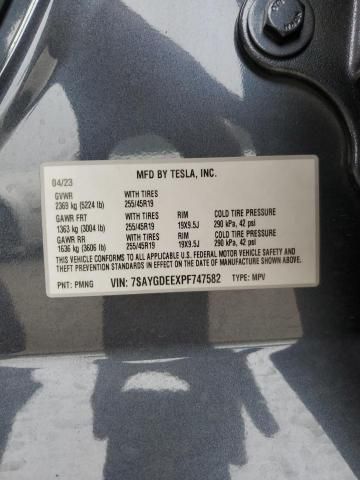 MFD BY TESLA, INC.
04/23
GVWR WITH TIRES
2369 kg (5224 lb) 255/45R19
GAWR FRT WITH TIRES RIM COLD TIRE PRESSURE
1363 kg (3004 lb) 255/45R19 19X9.5J 290 kPa, 42 psi
GAWR RR WITH TIRES RIM COLD TIRE PRESSURE
1636 kg (3606 lb) 255/45R19 19X9.5J 290 kPa, 42 psi
THIS VEHICLE CONFORMS TO ALL APPLICABLE U.S. FEDERAL MOTOR VEHICLE SAFETY
BUMPER AND THEFT PREVENTION STANDARDS IN EFFECT ON THE DATE OF
MANUFACTURE SHOWN ABOVE.
PNT: PMNG VIN: 7SAYGDEEXPF747582 TYPE: MPV